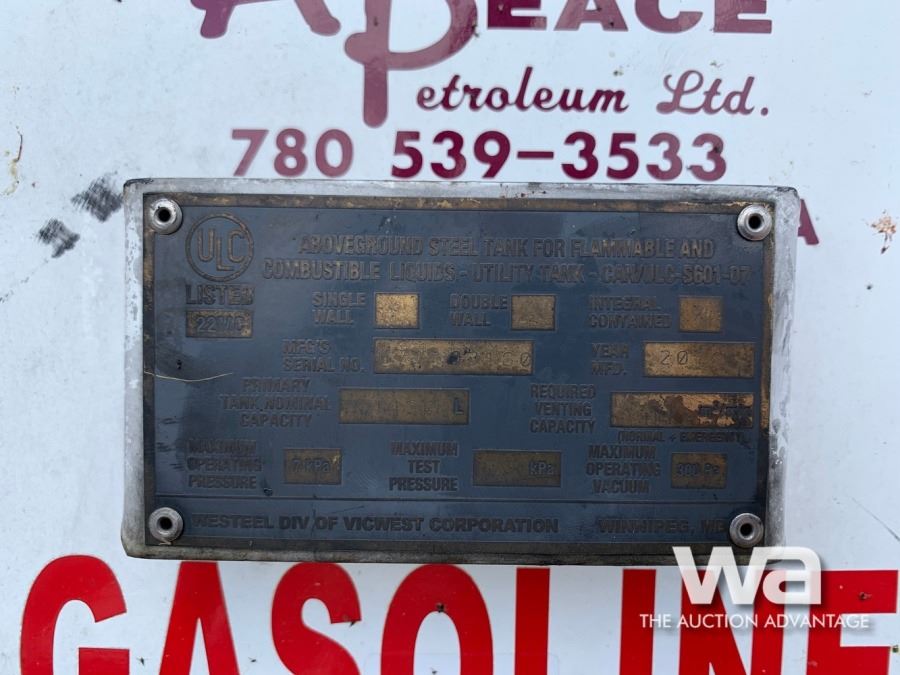 PEACE
Petroleum Ltd.
780 539-3533
A
ULC
LISTED
ABOVEGROUND STEEL TANK FOR FLAMMABLE AND
COMBUSTIBLE LIQUIDS - UTILITY TANK - CAN/ULC-S601-07
SINGLE WALL DOUBLE WALL INTEGRAL CONTAINED
MFG'S SERIAL NO. YEAR MFD.
PRIMARY TANK NOMINAL CAPACITY L REQUIRED VENTING CAPACITY
(NORMAL + EMERGENCY)
MAXIMUM OPERATING PRESSURE 7 kPa MAXIMUM TEST PRESSURE kPa MAXIMUM OPERATING VACUUM 300 Pa
WESTEEL DIV OF VICWEST CORPORATION WINNIPEG, MB
GASOLINE
wa
THE AUCTION ADVANTAGE